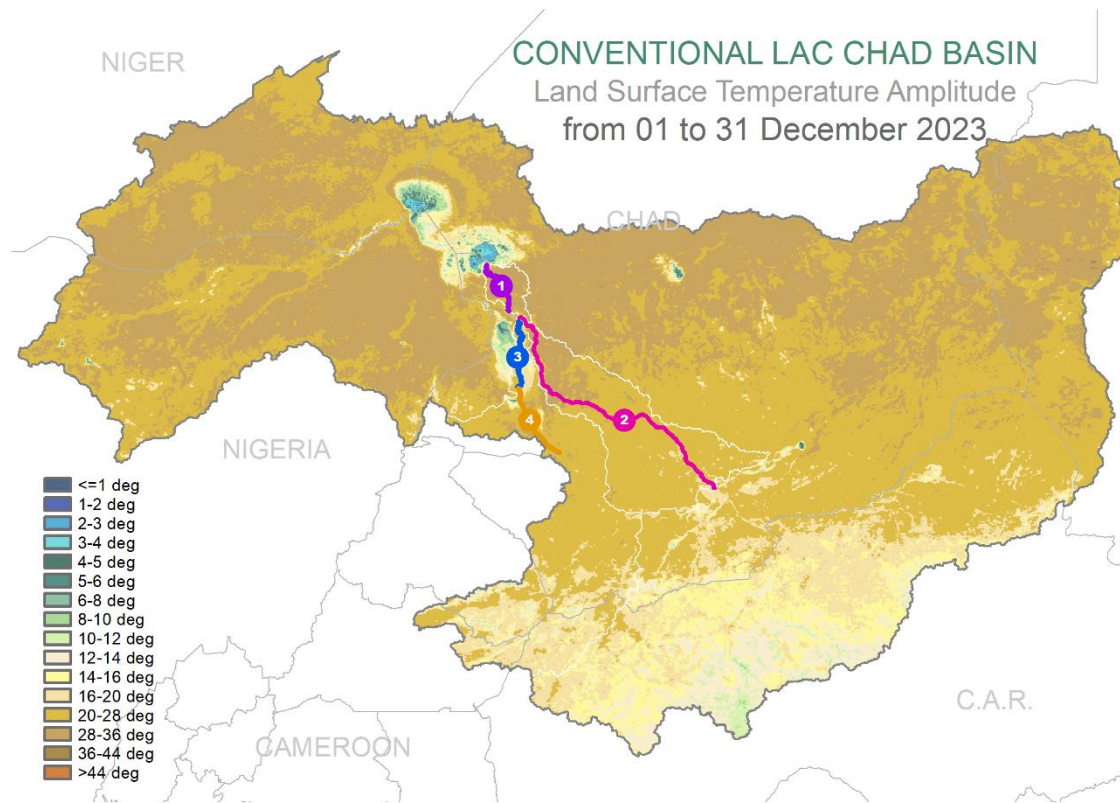 NIGER
CONVENTIONAL LAC CHAD BASIN
Land Surface Temperature Amplitude
from 01 to 31 December 2023
CHAD
1
3
2
4
NIGERIA
<=1 deg
1-2 deg
2-3 deg
3-4 deg
4-5 deg
5-6 deg
6-8 deg
8-10 deg
10-12 deg
12-14 deg
14-16 deg
16-20 deg
20-28 deg
28-36 deg
36-44 deg
>44 deg
C.A.R.
CAMEROON